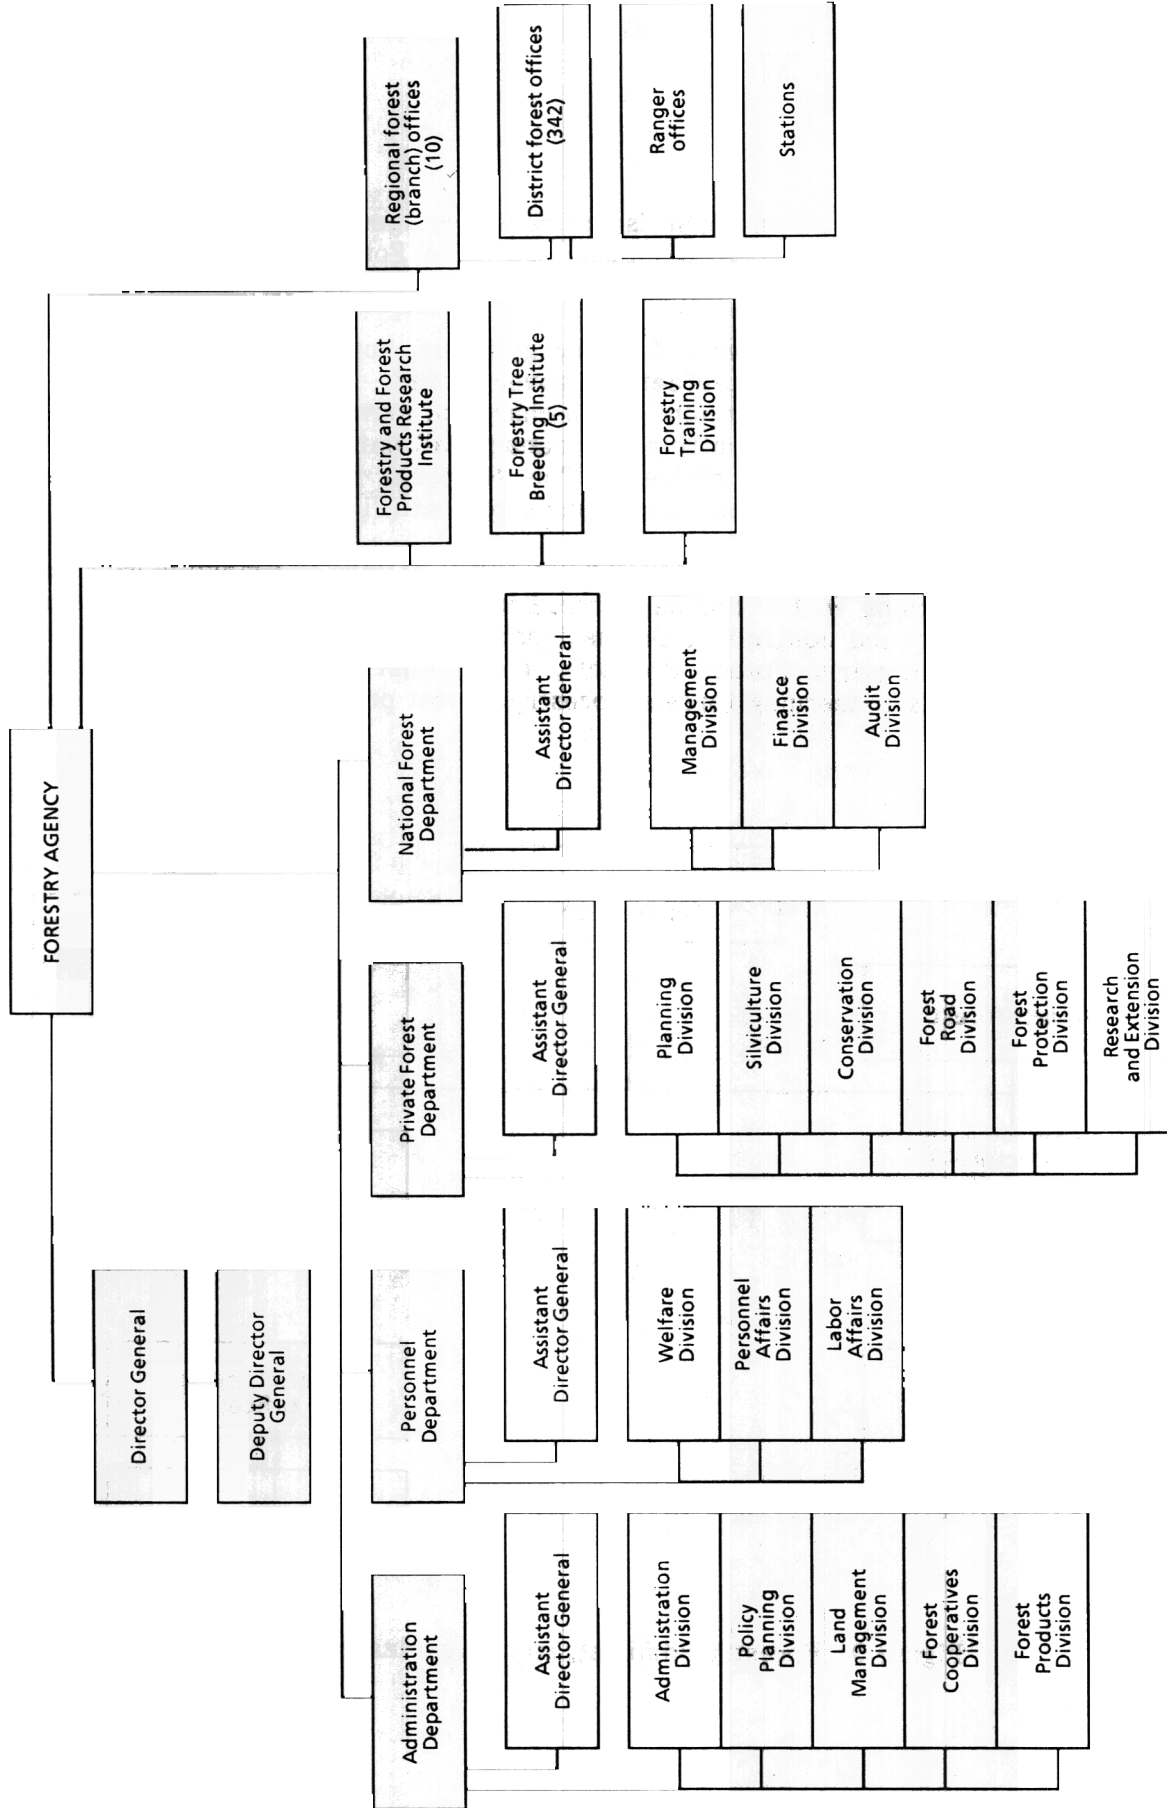 FORESTRY AGENCY
Director General
Deputy Director
General
Administration
Department
Assistant
Director General
Administration
Division
Policy
Planning
Division
Land
Management
Division
Forest
Cooperatives
Division
Forest
Products
Division
Personnel
Department
Assistant
Director General
Welfare
Division
Personnel
Affairs
Division
Labor
Affairs
Division
Private Forest
Department
Assistant
Director General
Planning
Division
Silviculture
Division
Conservation
Division
Forest
Road
Division
Forest
Protection
Division
Research
and Extension
Division
National Forest
Department
Assistant
Director General
Management
Division
Finance
Division
Audit
Division
Forestry and Forest
Products Research
Institute
Forestry Tree
Breeding Institute
(5)
Forestry
Training
Division
Regional forest
(branch) offices
(10)
District forest offices
(342)
Ranger
offices
Stations